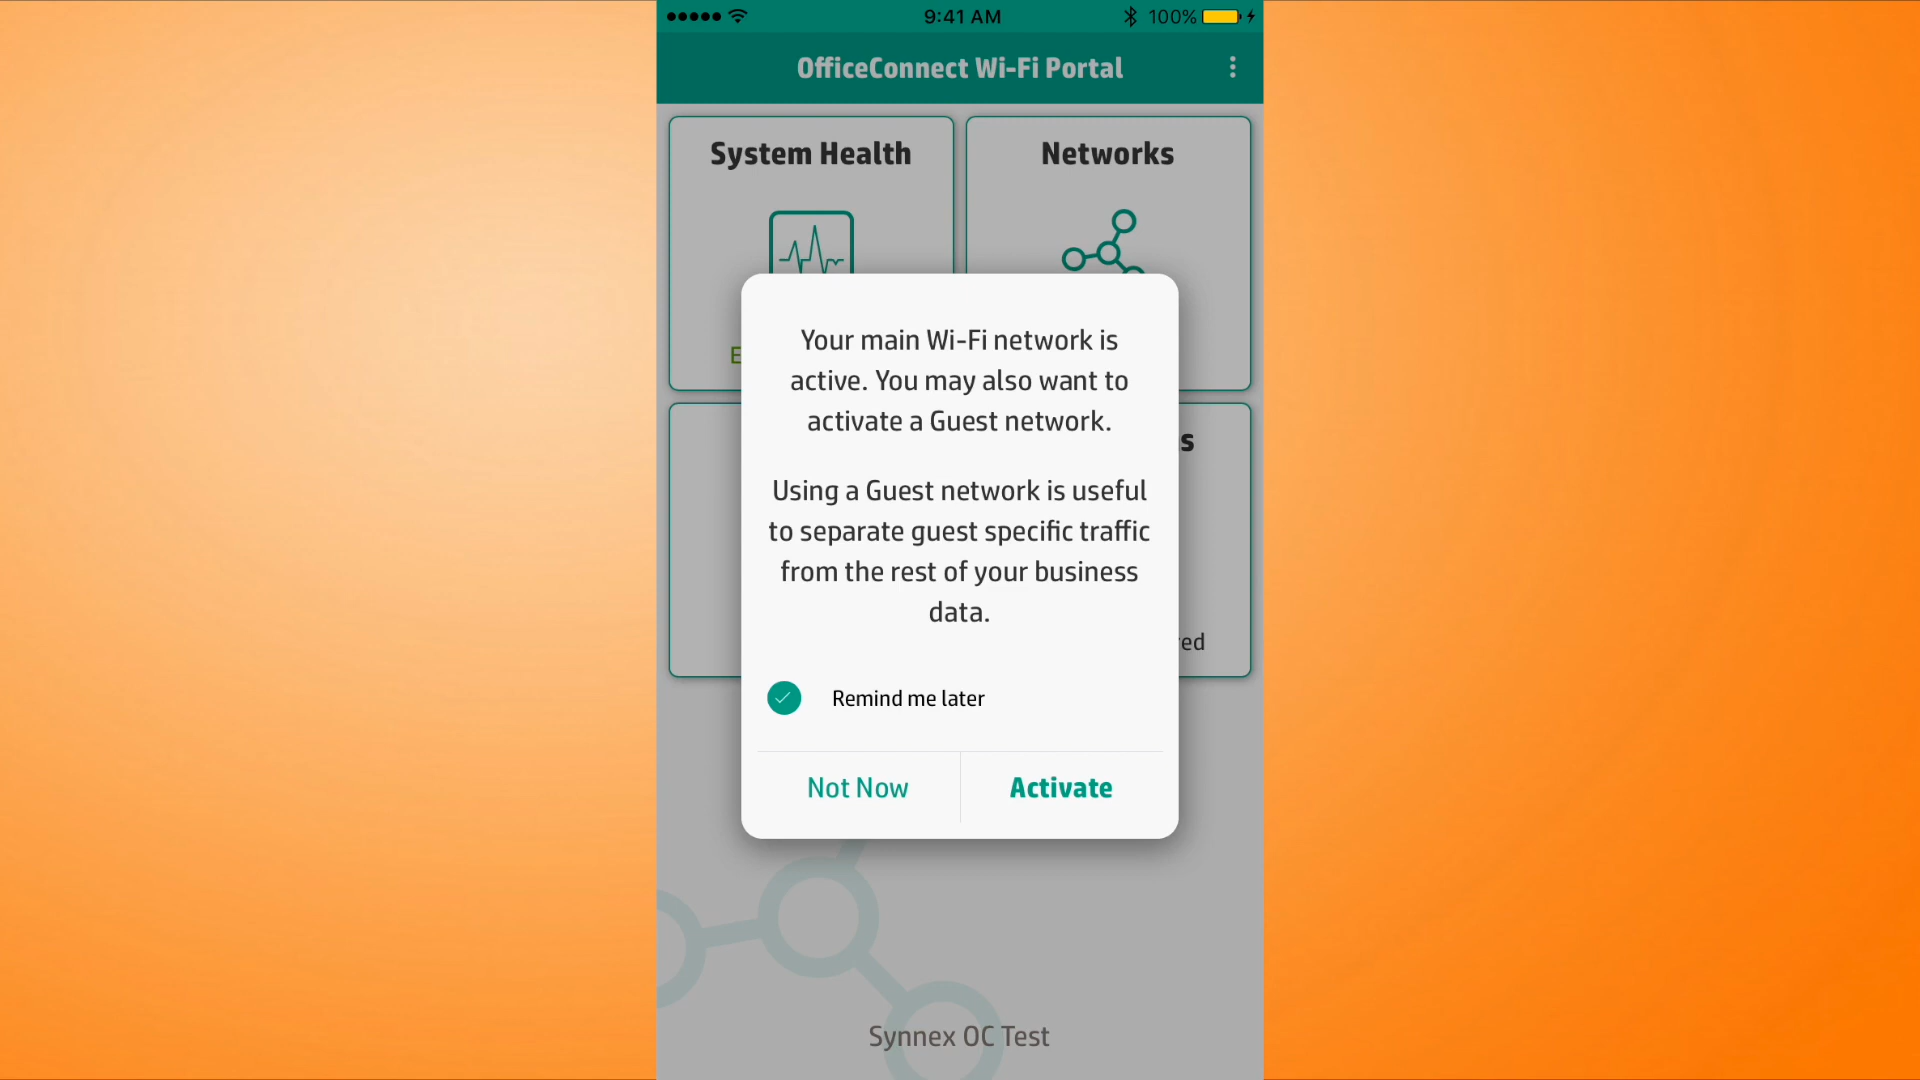 9:41 AM
100%
OfficeConnect Wi-Fi Portal
System Health
Networks
Your main Wi-Fi network is
active. You may also want to
activate a Guest network.
Using a Guest network is useful
to separate guest specific traffic
from the rest of your business
data.
Remind me later
Not Now
Activate
Synnex OC Test